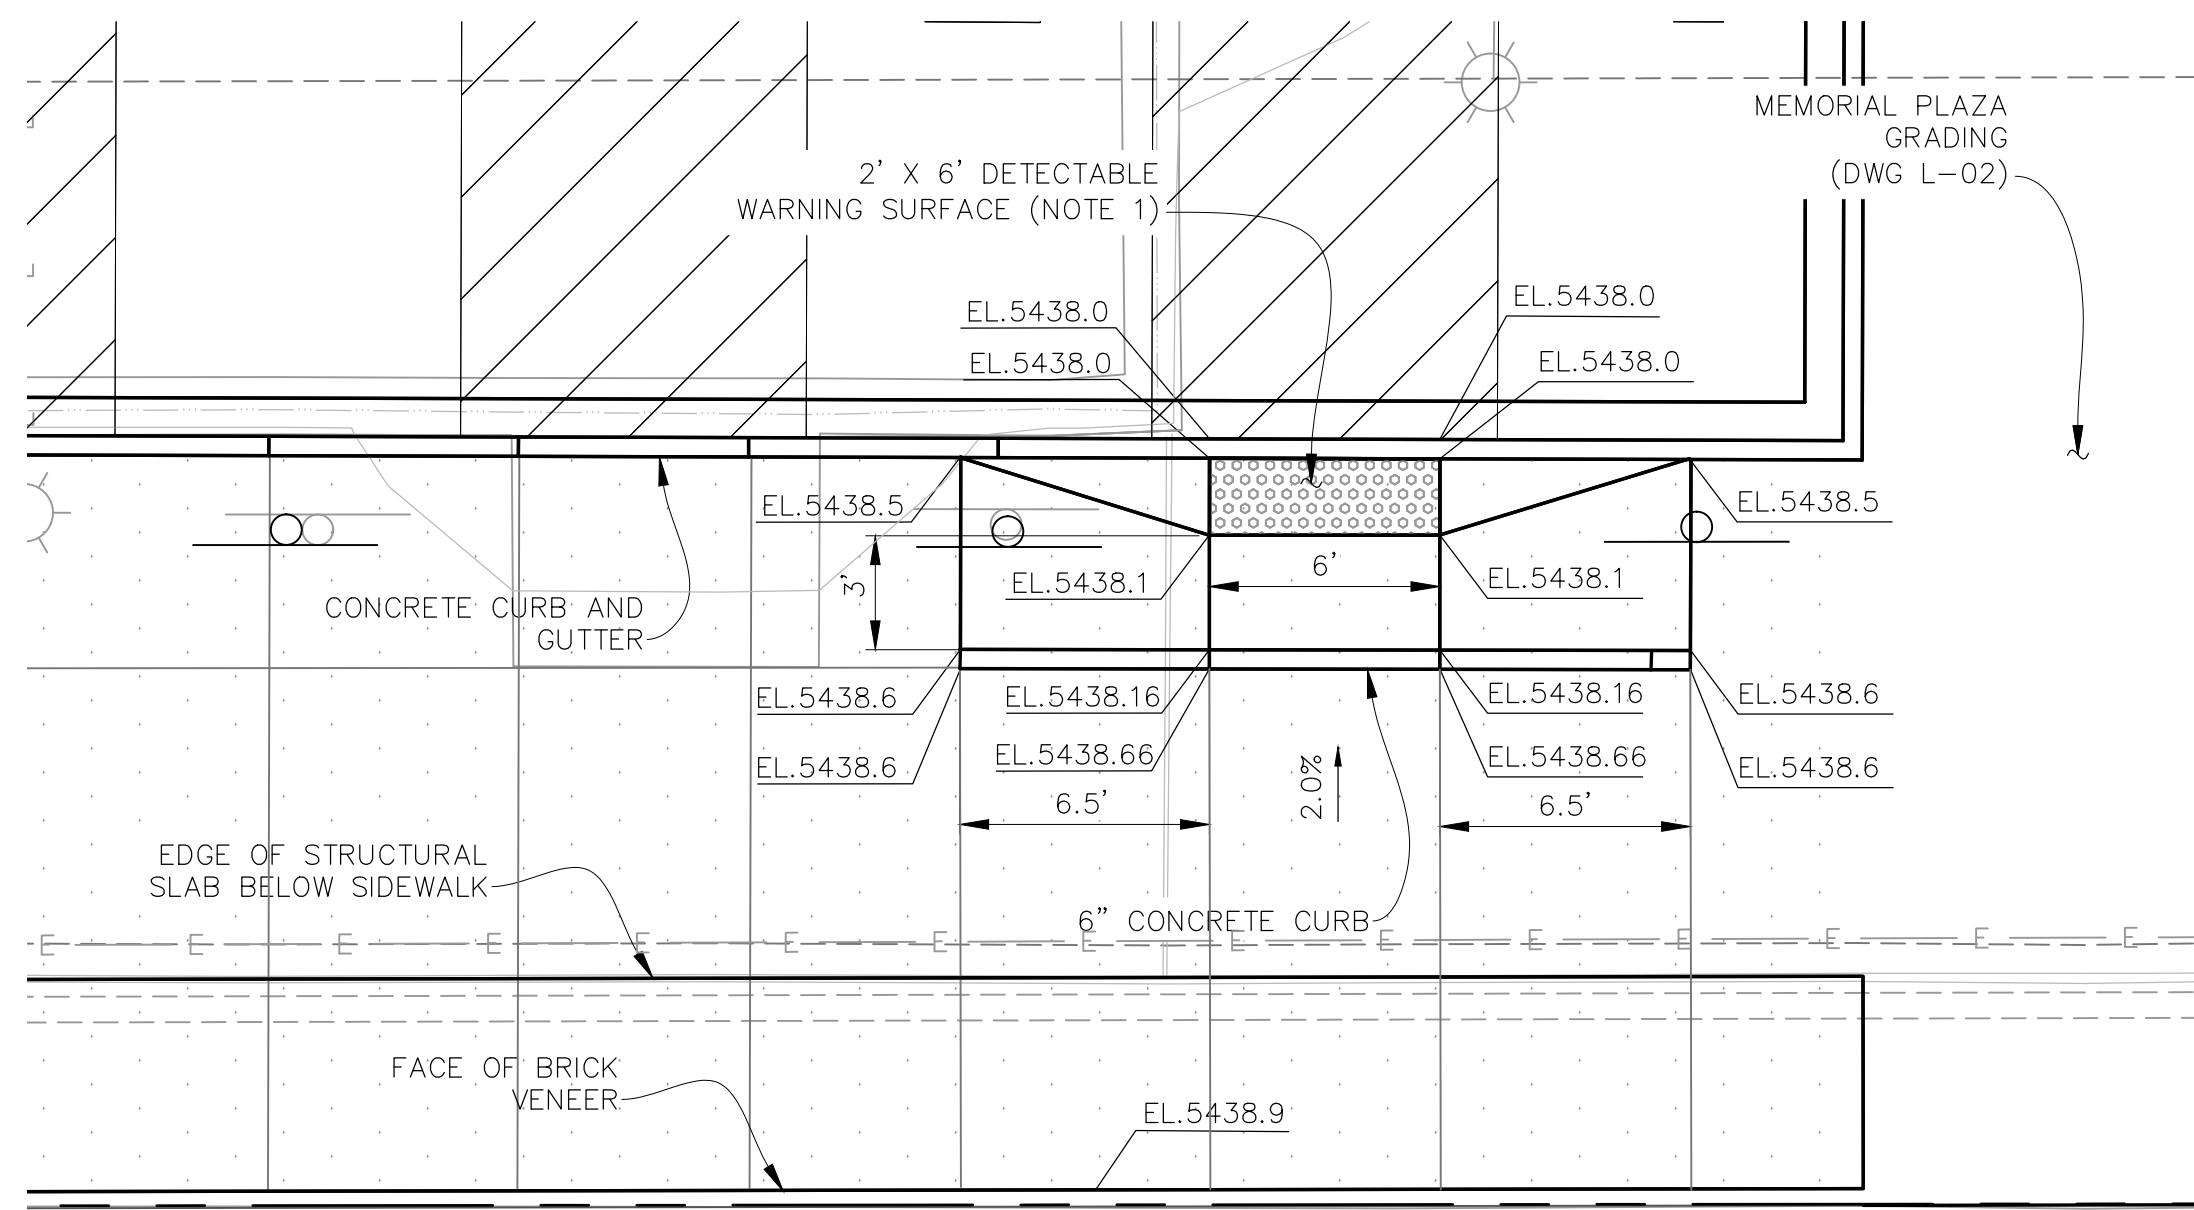 MEMORIAL PLAZA
GRADING
(DWG L-02)
2' X 6' DETECTABLE
WARNING SURFACE (NOTE 1)
EL.5438.0
EL.5438.0
EL.5438.0
EL.5438.0
EL.5438.5
EL.5438.5
3'
EL.5438.1
6'
EL.5438.1
CONCRETE CURB AND
GUTTER
EL.5438.6
EL.5438.16
EL.5438.16
EL.5438.6
EL.5438.6
EL.5438.66
2.0%
EL.5438.66
EL.5438.6
6.5'
6.5'
EDGE OF STRUCTURAL
SLAB BELOW SIDEWALK
6" CONCRETE CURB
E E E E E E E E E E E E E E E
FACE OF BRICK
VENEER
EL.5438.9